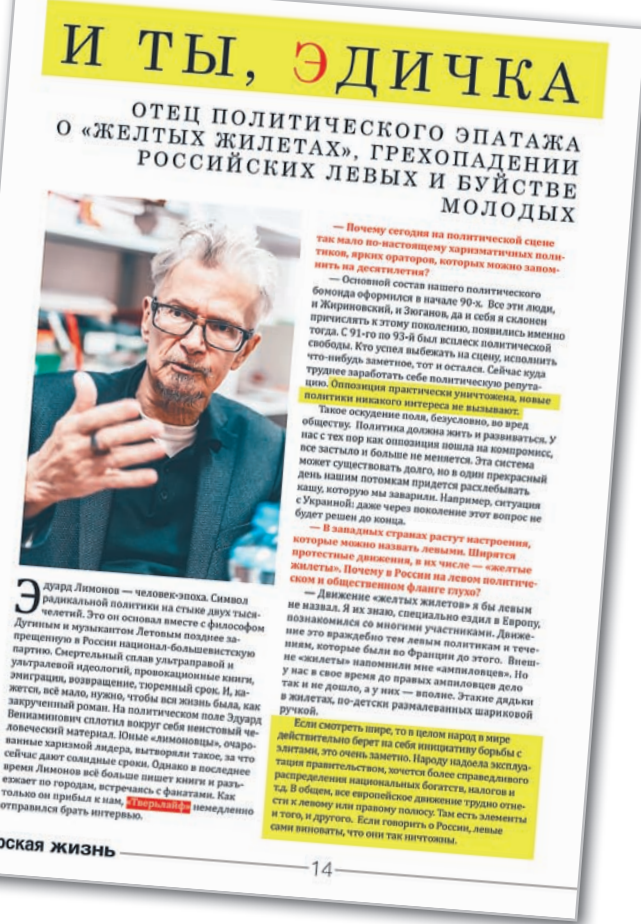 И ТЫ, ЭДИЧКА
ОТЕЦ ПОЛИТИЧЕСКОГО ЭПАТАЖА
О «ЖЕЛТЫХ ЖИЛЕТАХ», ГРЕХОПАДЕНИИ
РОССИЙСКИХ ЛЕВЫХ И БУЙСТВЕ
МОЛОДЫХ
Эдуард Лимонов — человек-эпоха. Символ
радикальной политики на стыке двух тыся-
челетий. Это он основал вместе с философом
Дугиным и музыкантом Летовым позднее за-
прещенную в России национал-большевистскую
партию. Смертельный сплав ультраправой и
ультралевой идеологий, провокационные книги,
эмиграция, возвращение, тюремный срок. И, ка-
жется, всё мало, нужно, чтобы вся жизнь была, как
закрученный роман. На политическом поле Эдуард
Вениаминович сплотил вокруг себя неистовый че-
ловеческий материал. Юные «лимоновцы», очаро-
ванные харизмой лидера, вытворяли такое, за что
сейчас дают солидные сроки. Однако в последнее
время Лимонов всё больше пишет книги и разъ-
езжает по городам, встречаясь с фанатами. Как
только он прибыл к нам, «Тверьлайф» немедленно
отправился брать интервью.
— Почему сегодня на политической сцене
так мало по-настоящему харизматичных поли-
тиков, ярких ораторов, которых можно запом-
нить на десятилетия?
— Основной состав нашего политического
бомонда оформился в начале 90-х. Все эти люди,
и Жириновский, и Зюганов, да и себя я склонен
причислять к этому поколению, появились именно
тогда. С 91-го по 93-й был всплеск политической
свободы. Кто успел выбежать на сцену, исполнить
что-нибудь заметное, тот и остался. Сейчас куда
труднее заработать себе политическую репута-
цию. Оппозиция практически уничтожена, новые
политики никакого интереса не вызывают.
Такое оскудение поля, безусловно, во вред
обществу. Политика должна жить и развиваться. У
нас с тех пор как оппозиция пошла на компромисс,
все застыло и больше не меняется. Эта система
может существовать долго, но в один прекрасный
день нашим потомкам придется расхлебывать
кашу, которую мы заварили. Например, ситуация
с Украиной: даже через поколение этот вопрос не
будет решен до конца.
— В западных странах растут настроения,
которые можно назвать левыми. Ширятся
протестные движения, в их числе — «желтые
жилеты». Почему в России на левом политиче-
ском и общественном фланге глухо?
— Движение «желтых жилетов» я бы левым
не назвал. Я их знаю, специально ездил в Европу,
познакомился со многими участниками. Движе-
ние это враждебно тем левым политикам и тече-
ниям, которые были во Франции до этого. Внеш-
не «жилеты» напомнили мне «ампиловцев». Но
у нас в свое время до правых ампиловцев дело
так и не дошло, а у них — вполне. Этакие дядьки
в жилетах, по-детски размалеванных шариковой
ручкой.
Если смотреть шире, то в целом народ в мире
действительно берет на себя инициативу борьбы с
элитами, это очень заметно. Народу надоела эксплуа-
тация правительством, хочется более справедливого
распределения национальных богатств, налогов и
т.д. В общем, все европейское движение трудно отне-
сти к левому или правому полюсу. Там есть элементы
и того, и другого. Если говорить о России, левые
сами виноваты, что они так ничтожны.
рская жизнь
14